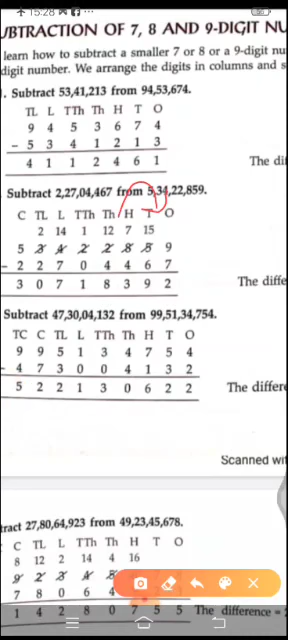 15:28
UBTRACTION OF 7, 8 AND 9-DIGIT NU
learn how to subtract a smaller 7 or 8 or a 9-digit nu
digit number. We arrange the digits in columns and s
. Subtract 53,41,213 from 94,53,674.
TL L TTh Th H T O
9 4 5 3 6 7 4
– 5 3 4 1 2 1 3
4 1 1 2 4 6 1 The di
. Subtract 2,27,04,467 from 5,34,22,859.
C TL L TTh Th H T O
2 14 1 12 7 15
5 3 4 2 2 8 5 9
– 2 2 7 0 4 4 6 7
3 0 7 1 8 3 9 2 The diffe
Subtract 47,30,04,132 from 99,51,34,754.
TC C TL L TTh Th H T O
9 9 5 1 3 4 7 5 4
– 4 7 3 0 0 4 1 3 2
5 2 2 1 3 0 6 2 2 The differe
Scanned wit
tract 27,80,64,923 from 49,23,45,678.
C TL L TTh Th H T O
8 12 2 14 4 16
9 2 3 4
7 8 0 6 4
1 4 2 8 0 7 5 5 The difference =